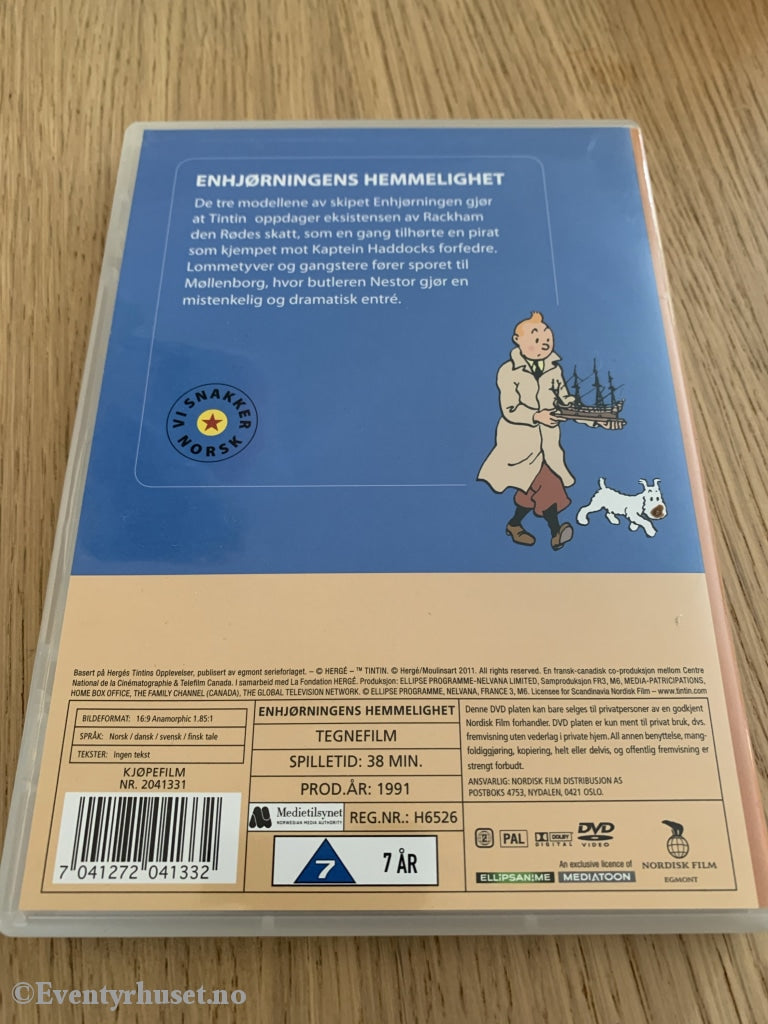 ENHJØRNINGENS HEMMELIGHET
De tre modellene av skipet Enhjørningen gjør
at Tintin oppdager eksistensen av Rackham
den Rødes skatt, som en gang tilhørte en pirat
som kjempet mot Kaptein Haddocks forfedre.
Lommetyver og gangstere fører sporet til
Møllenborg, hvor butleren Nestor gjør en
mistenkelig og dramatisk entré.
VI SNAKKER
NORSK
Basert på Hergés Tintins Opplevelser, publisert av egmont serieforlaget. – © HERGÉ – ™ TINTIN. © Hergé/Moulinsart 2011. All rights reserved. En fransk-canadisk co-produksjon mellom Centre
National de la Cinématographie & Telefilm Canada. I samarbeid med La Fondation HERGÉ. Produksjon: ELLIPSE PROGRAMME-NELVANA LIMITED, Samproduksjon FR3, M6, MEDIA-PATRICIPATIONS,
HOME BOX OFFICE, THE FAMILY CHANNEL (CANADA), THE GLOBAL TELEVISION NETWORK. © ELLIPSE PROGRAMME, NELVANA, FRANCE 3, M6. Licensee for Scandinavia Nordisk Film – www.tintin.com
BILDEFORMAT: 16:9 Anamorphic 1.85:1
SPRÅK: Norsk / dansk / svensk / finsk tale
TEKSTER: Ingen tekst
KJØPEFILM
NR. 2041331
7 041272 041332
ENHJØRNINGENS HEMMELIGHET
TEGNEFILM
SPILLETID: 38 MIN.
PROD.ÅR: 1991
Medietilsynet
NORWEGIAN MEDIA AUTHORITY
REG.NR.: H6526
7
7 ÅR
Denne DVD platen kan bare selges til privatpersoner av en godkjent
Nordisk Film forhandler. DVD platen er kun ment til privat bruk, dvs.
fremvisning uten vederlag i private hjem. All annen benyttelse, mang-
foldiggjøring, kopiering, helt eller delvis, og offentlig fremvisning er
strengt forbudt.
ANSVARLIG: NORDISK FILM DISTRIBUSJON AS
POSTBOKS 4753, NYDALEN, 0421 OSLO.
2
PAL
DOLBY
DIGITAL
DVD
VIDEO
An exclusive licence of
ELLIPSANIME
MEDIATOON
NORDISK FILM
EGMONT
©Eventyrhuset.no